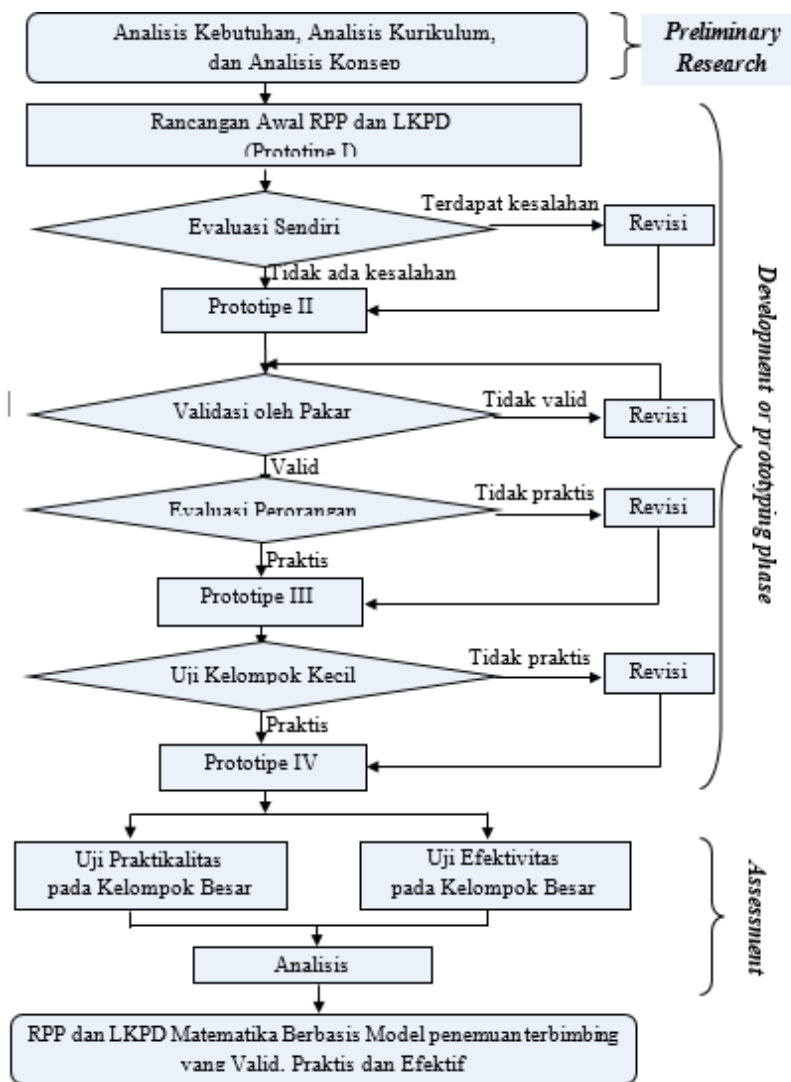 Analisis Kebutuhan, Analisis Kurikulum,
dan Analisis Konsep
Preliminary
Research
Rancangan Awal RPP dan LKPD
(Prototipe I)
Evaluasi Sendiri
Terdapat kesalahan
Revisi
Tidak ada kesalahan
Prototipe II
Validasi oleh Pakar
Tidak valid
Revisi
Valid
Evaluasi Perorangan
Tidak praktis
Revisi
Praktis
Prototipe III
Uji Kelompok Kecil
Tidak praktis
Revisi
Praktis
Prototipe IV
Development or prototyping phase
Uji Praktikalitas
pada Kelompok Besar
Uji Efektivitas
pada Kelompok Besar
Analisis
Assessment
RPP dan LKPD Matematika Berbasis Model penemuan terbimbing
yang Valid, Praktis dan Efektif